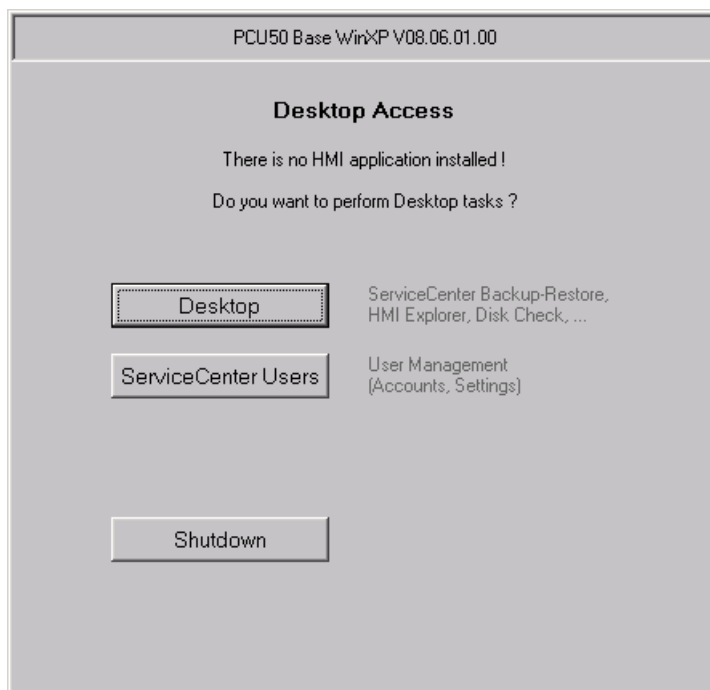 PCU50 Base WinXP V08.06.01.00
Desktop Access
There is no HMI application installed !
Do you want to perform Desktop tasks ?
Desktop
ServiceCenter Backup-Restore,
HMI Explorer, Disk Check, ...
ServiceCenter Users
User Management
(Accounts, Settings)
Shutdown